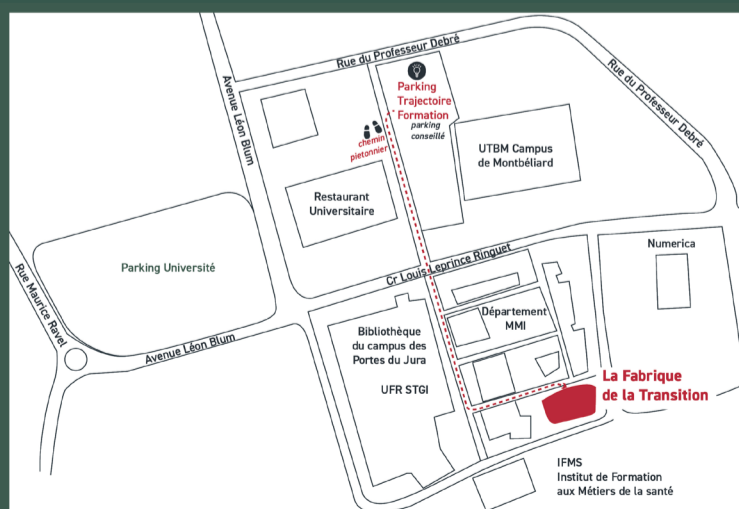 Rue du Professeur Debré
Rue du Professeur Debré
Avenue Léon Blum
Parking
Trajectoire
Formation
parking
conseillé
chemin
pietonnier
UTBM Campus
de Montbéliard
Restaurant
Universitaire
Numerica
Parking Université
Cr Louis Leprince Ringuet
Rue Maurice Ravel
Avenue Léon Blum
Département
MMI
Bibliothèque
du campus des
Portes du Jura
UFR STGI
La Fabrique
de la Transition
IFMS
Institut de Formation
aux Métiers de la santé